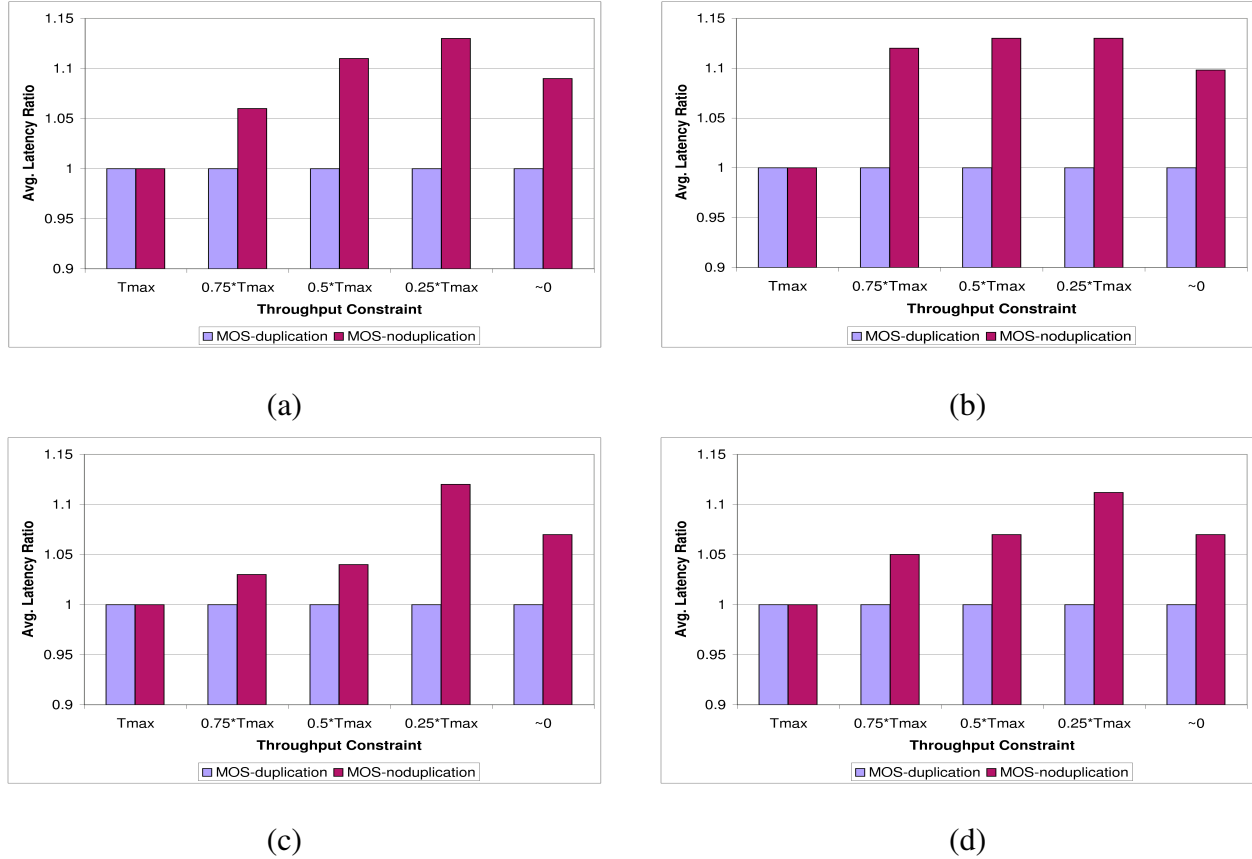 1.15
1.1
1.05
1
0.95
0.9
Avg. Latency Ratio
Tmax 0.75*Tmax 0.5*Tmax 0.25*Tmax ~0
Throughput Constraint
MOS-duplication MOS-noduplication
(a)
1.15
1.1
1.05
1
0.95
0.9
Avg. Latency Ratio
Tmax 0.75*Tmax 0.5*Tmax 0.25*Tmax ~0
Throughput Constraint
MOS-duplication MOS-noduplication
(b)
1.15
1.1
1.05
1
0.95
0.9
Avg. Latency Ratio
Tmax 0.75*Tmax 0.5*Tmax 0.25*Tmax ~0
Throughput Constraint
MOS-duplication MOS-noduplication
(c)
1.15
1.1
1.05
1
0.95
0.9
Avg. Latency Ratio
Tmax 0.75*Tmax 0.5*Tmax 0.25*Tmax ~0
Throughput Constraint
MOS-duplication MOS-noduplication
(d)